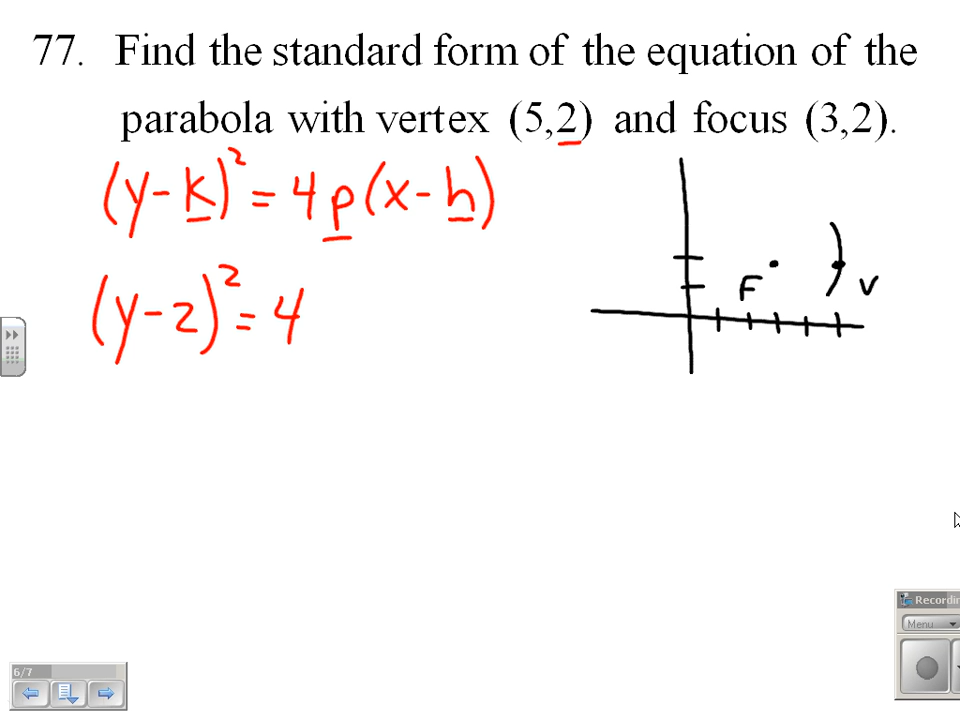 77. Find the standard form of the equation of the
parabola with vertex (5,2) and focus (3,2).
(y-k)² = 4p(x-h)
(y-2)² = 4
F
V
6/7
Recordin
Menu